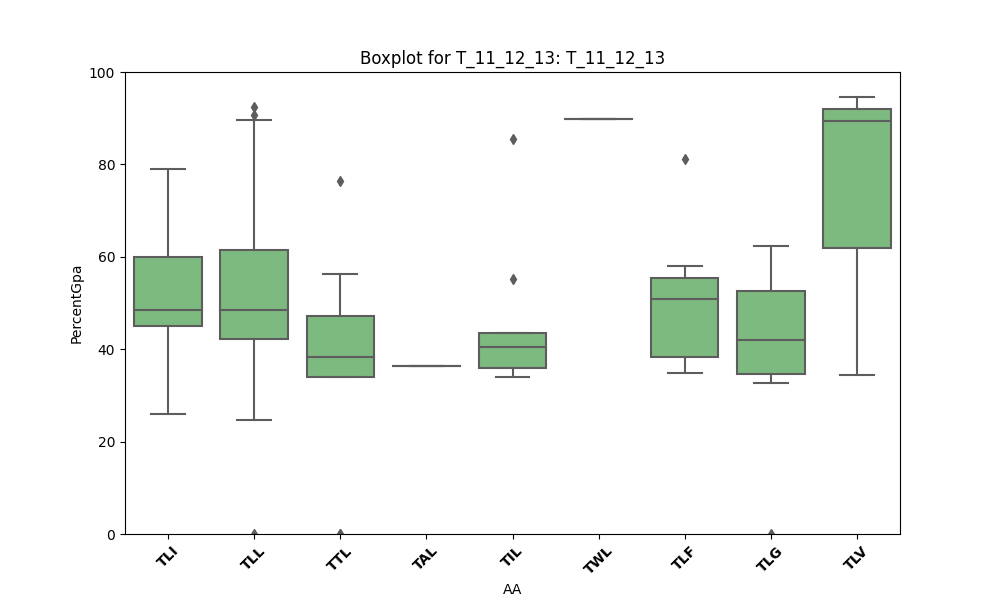 Boxplot for T_11_12_13: T_11_12_13
100
80
60
40
20
0
PercentGpa
TLI TLL TTL TAL TIL TWL TLF TLG TLV
AA